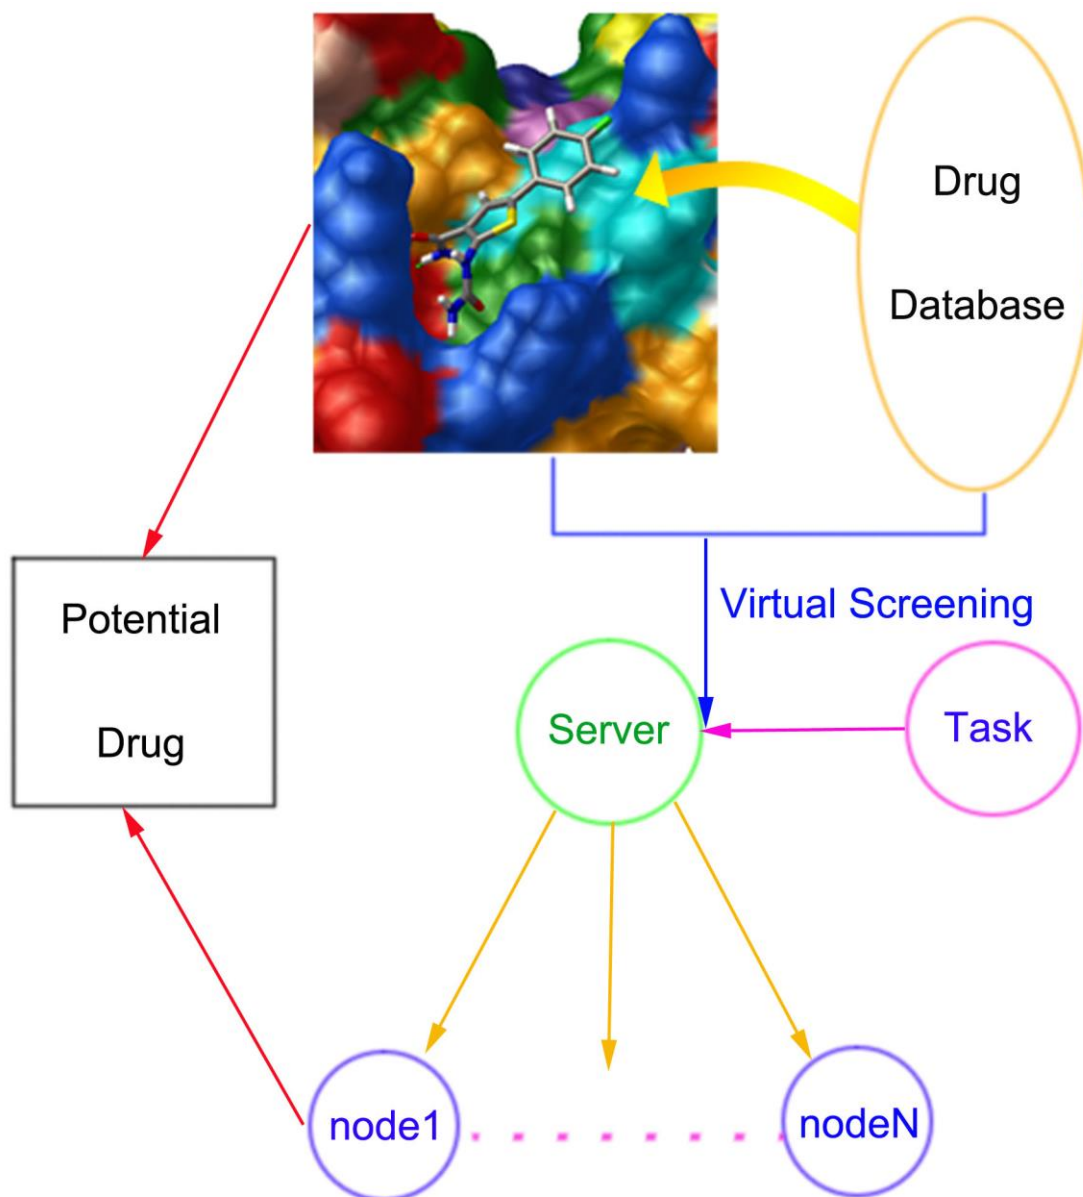 Drug
Database
Virtual Screening
Potential
Drug
Server
Task
node1
nodeN